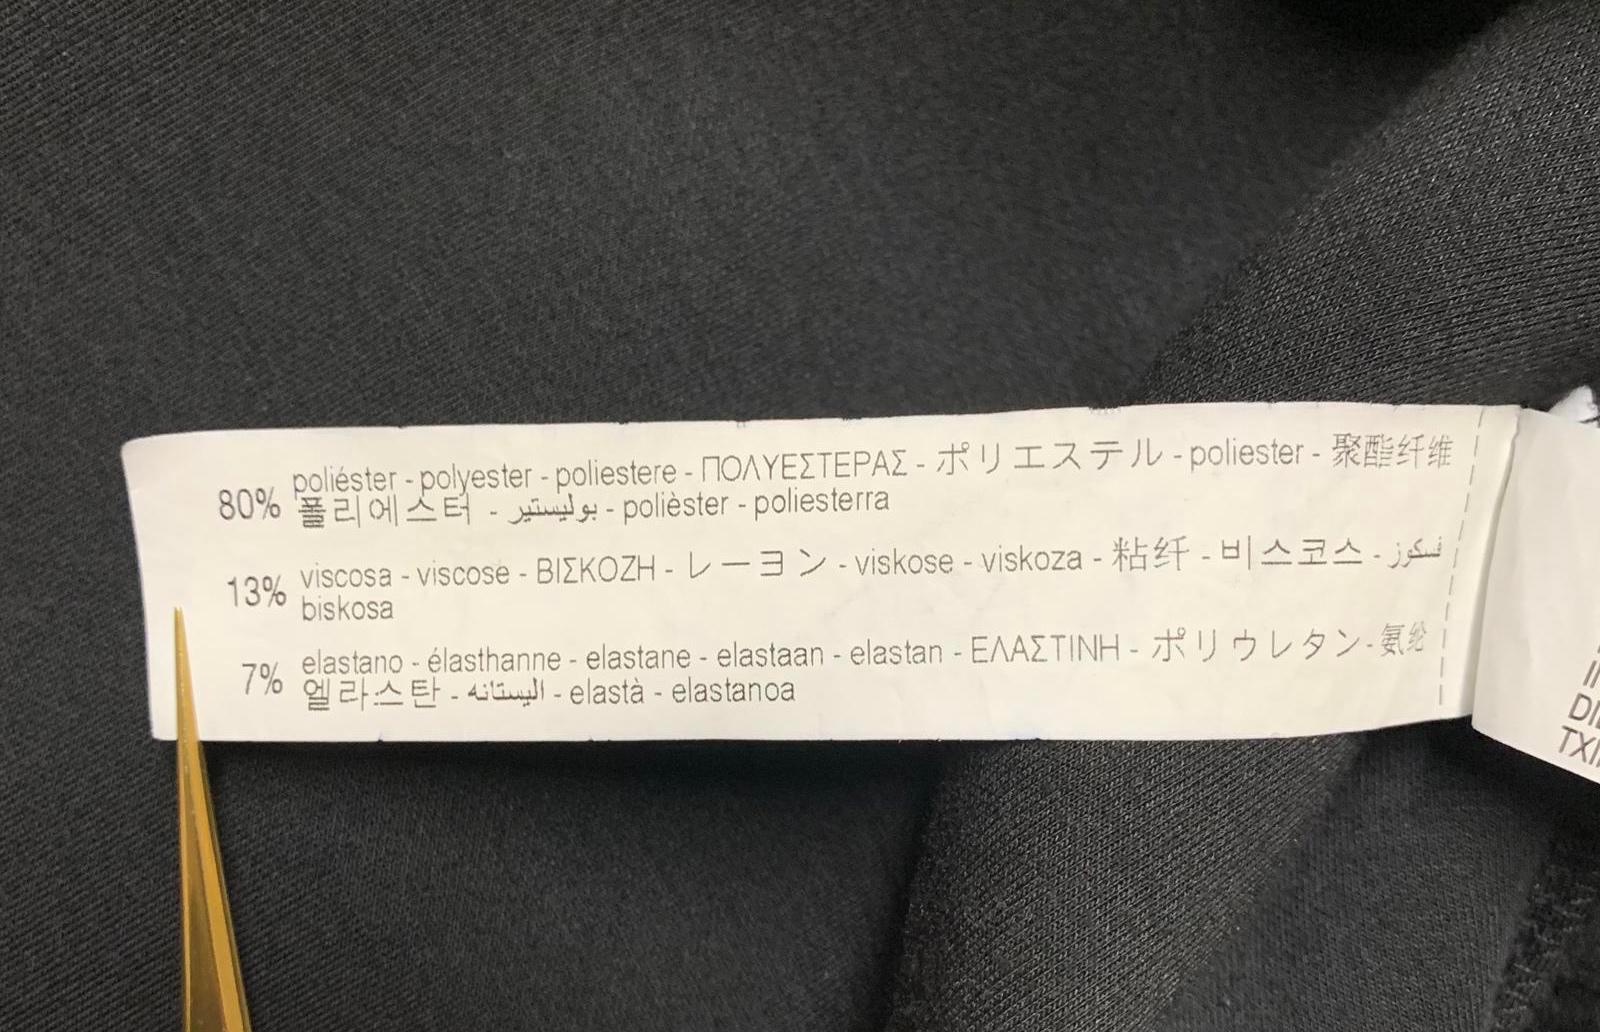 80% poliéster - polyester - poliestere - ΠΟΛΥΕΣΤΕΡΑΣ - ポリエステル - poliester - 聚酯纤维
폴리에스터 - بوليستير - polièster - poliesterra
13% viscosa - viscose - ΒΙΣΚΟΖΗ - レーヨン - viskose - viskoza - 粘纤 - 비스코스 - فسكوز
biskosa
7% elastano - élasthanne - elastane - elastaan - elastan - ΕΛΑΣΤΙΝΗ - ポリウレタン - 氨纶
엘라스탄 - اليستانه - elastà - elastanoa